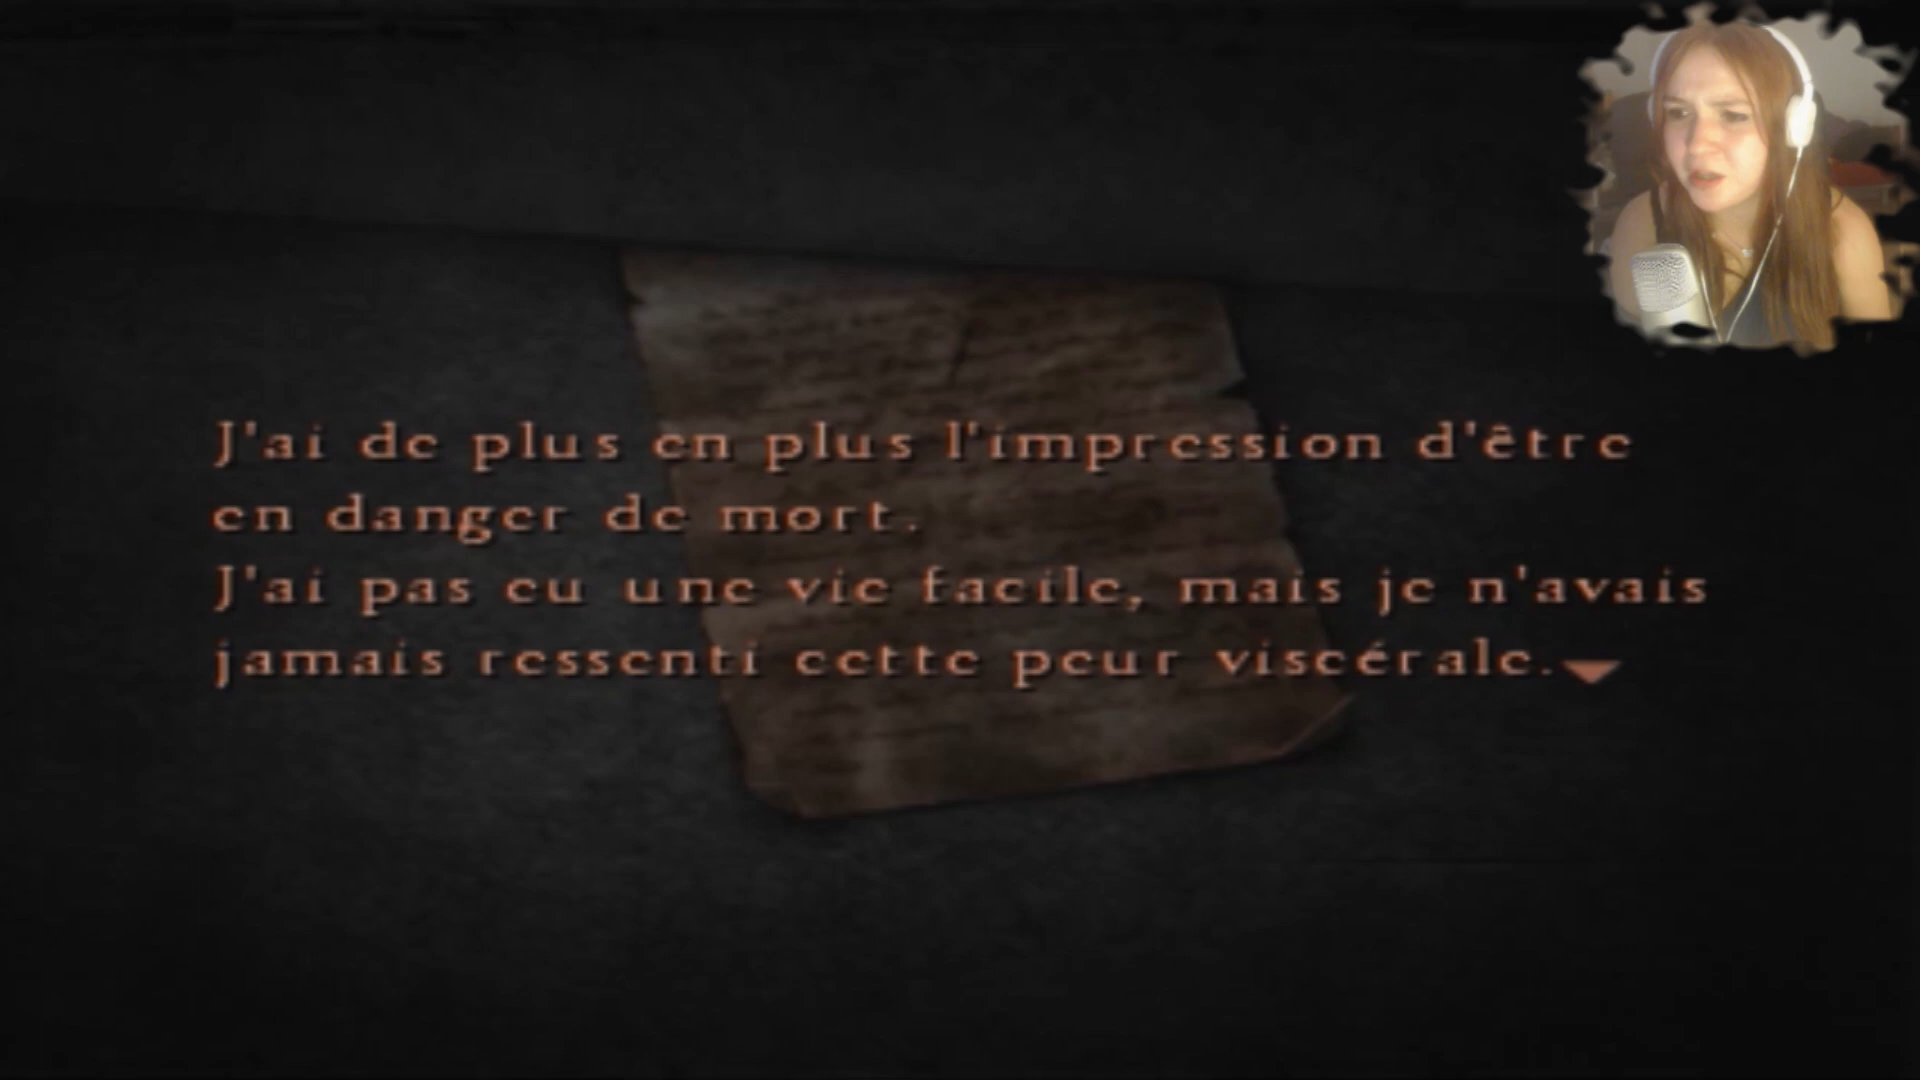 J'ai de plus en plus l'impression d'être
en danger de mort.
J'ai pas eu une vie facile, mais je n'avais
jamais ressenti cette peur viscérale.